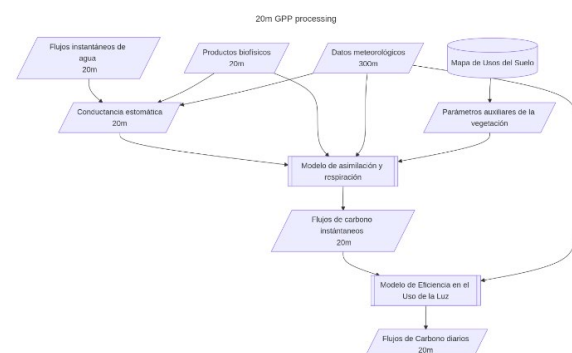 20m GPP processing
Flujos instantáneos de
agua
20m
Productos biofísicos
20m
Datos meteorológicos
300m
Mapa de Usos del Suelo
Conductancia estomática
20m
Parámetros auxiliares de la
vegetación
Modelo de asimilación y
respiración
Flujos de carbono
instántaneos
20m
Modelo de Eficiencia en el
Uso de la Luz
Flujos de Carbono diarios
20m